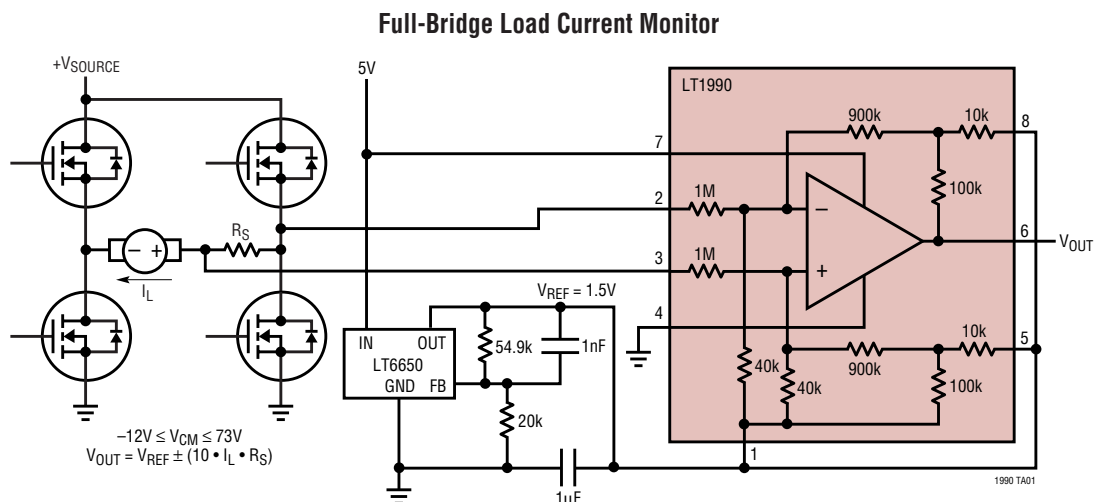 Full-Bridge Load Current Monitor
+VSOURCE
5V
LT1990
900k
10k
8
7
1M
100k
2
−
6
VOUT
RS
− +
IL
3
1M
+
VREF = 1.5V
4
10k
5
IN OUT
54.9k
1nF
LT6650
GND FB
40k
40k
900k
100k
20k
−12V ≤ VCM ≤ 73V
VOUT = VREF ± (10 • IL • RS)
1
1990 TA01
1µF